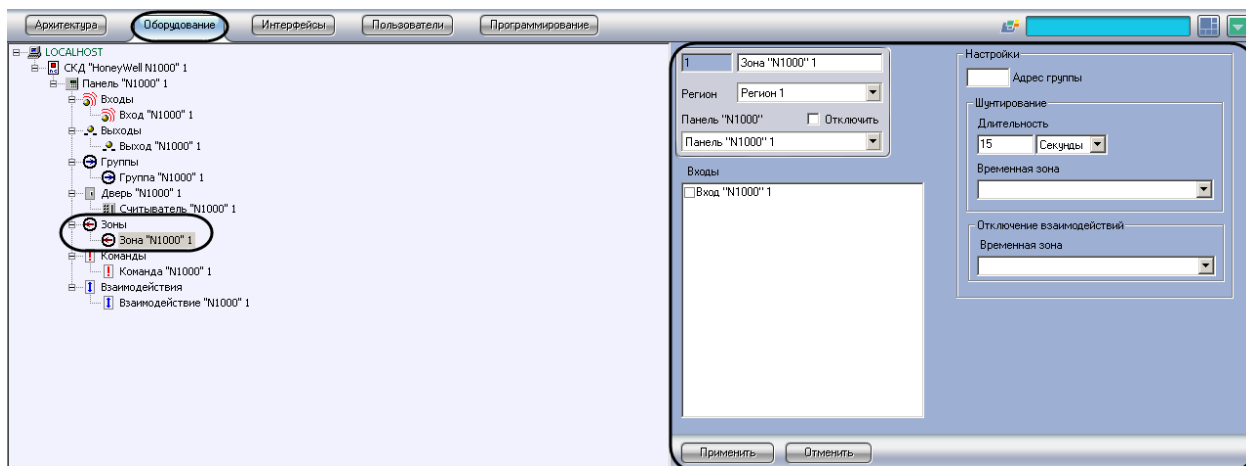 Архитектура Оборудование Интерфейсы Пользователи Программирование
LOCALHOST
СКД "HoneyWell N1000" 1
Панель "N1000" 1
Входы
Вход "N1000" 1
Выходы
Выход "N1000" 1
Группы
Группа "N1000" 1
Дверь "N1000" 1
Считыватель "N1000" 1
Зоны
Зона "N1000" 1
Команды
Команда "N1000" 1
Взаимодействия
Взаимодействие "N1000" 1
1 Зона "N1000" 1
Регион Регион 1
Панель "N1000" Отключить
Панель "N1000" 1
Входы
Вход "N1000" 1
Настройки
Адрес группы
Шунтирование
Длительность
15 Секунды
Временная зона
Отключение взаимодействий
Временная зона
Применить Отменить